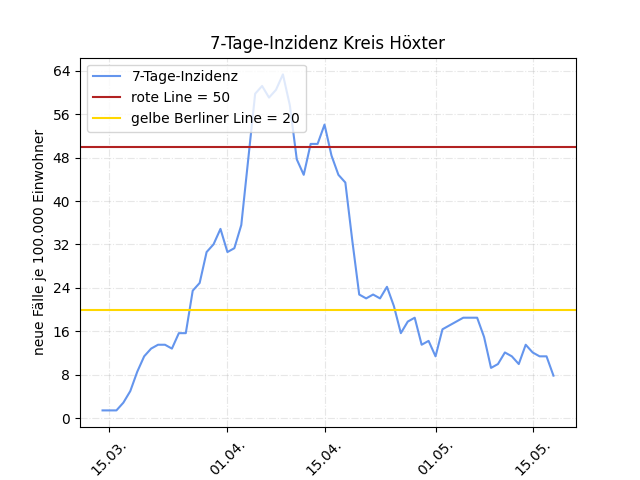 7-Tage-Inzidenz Kreis Höxter
7-Tage-Inzidenz
rote Line = 50
gelbe Berliner Line = 20
neue Fälle je 100.000 Einwohner
64
56
48
40
32
24
16
8
0
15.03.
01.04.
15.04.
01.05.
15.05.